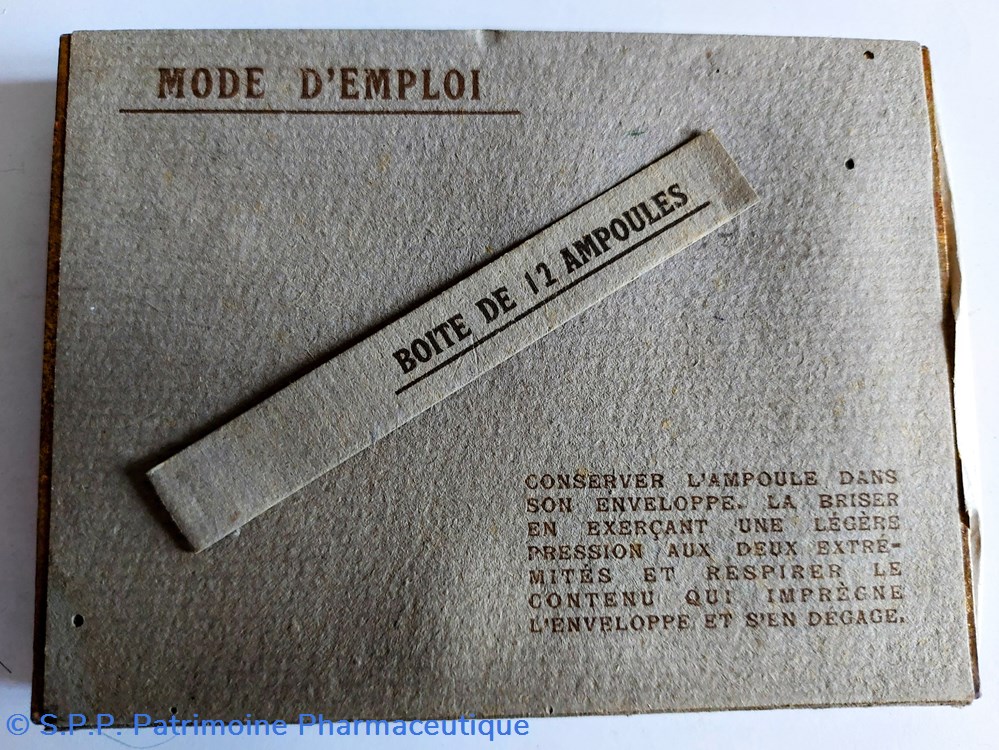 MODE D'EMPLOI
BOITE DE 12 AMPOULES
CONSERVER L'AMPOULE DANS
SON ENVELOPPE. LA BRISER
EN EXERÇANT UNE LÉGÈRE
PRESSION AUX DEUX EXTRÉ-
MITÉS ET RESPIRER LE
CONTENU QUI IMPRÈGNE
L'ENVELOPPE ET S'EN DEGAGE.
© S.P.P. Patrimoine Pharmaceutique